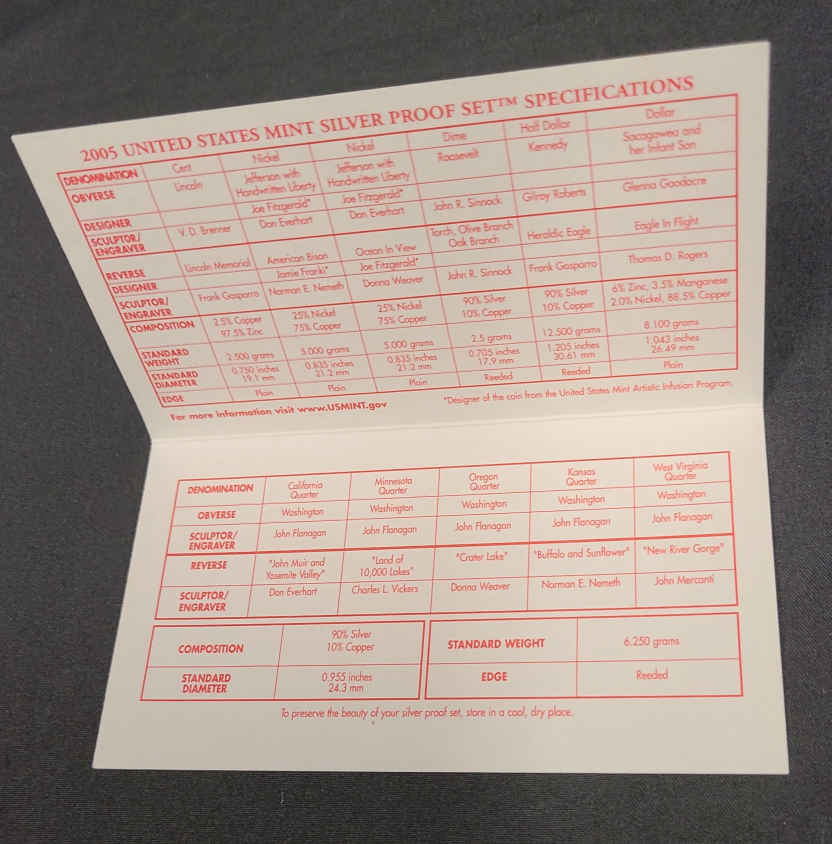 2005 UNITED STATES MINT SILVER PROOF SET™ SPECIFICATIONS
DENOMINATION Cent Nickel Nickel Dime Half Dollar Dollar
OBVERSE Lincoln Jefferson with Handwritten Liberty Jefferson with Handwritten Liberty Roosevelt Kennedy Sacagawea and her Infant Son
DESIGNER Joe Fitzgerald* Joe Fitzgerald*
SCULPTOR/ENGRAVER V. D. Brenner Don Everhart Don Everhart John R. Sinnock Gilroy Roberts Glenna Goodacre
REVERSE Lincoln Memorial American Bison Ocean In View Torch, Olive Branch Oak Branch Heraldic Eagle Eagle In Flight
DESIGNER Jamie Franki* Joe Fitzgerald*
SCULPTOR/ENGRAVER Frank Gasparro Norman E. Nemeth Donna Weaver John R. Sinnock Frank Gasparro Thomas D. Rogers
COMPOSITION 2.5% Copper 97.5% Zinc 25% Nickel 75% Copper 25% Nickel 75% Copper 90% Silver 10% Copper 90% Silver 10% Copper 6% Zinc, 3.5% Manganese 2.0% Nickel, 88.5% Copper
STANDARD WEIGHT 2.500 grams 5.000 grams 5.000 grams 2.5 grams 12.500 grams 8.100 grams
STANDARD DIAMETER 0.750 inches 19.1 mm 0.835 inches 21.2 mm 0.835 inches 21.2 mm 0.705 inches 17.9 mm 1.205 inches 30.61 mm 1.043 inches 26.49 mm
EDGE Plain Plain Plain Reeded Reeded Plain
For more information visit www.USMINT.gov
*Designer of the coin from the United States Mint Artistic Infusion Program.
DENOMINATION California Quarter Minnesota Quarter Oregon Quarter Kansas Quarter West Virginia Quarter
OBVERSE Washington Washington Washington Washington Washington
SCULPTOR/ENGRAVER John Flanagan John Flanagan John Flanagan John Flanagan John Flanagan
REVERSE "John Muir and Yosemite Valley" "Land of 10,000 Lakes" "Crater Lake" "Buffalo and Sunflower" "New River Gorge"
SCULPTOR/ENGRAVER Don Everhart Charles L. Vickers Donna Weaver Norman E. Nemeth John Mercanti
COMPOSITION 90% Silver 10% Copper
STANDARD WEIGHT 6.250 grams
STANDARD DIAMETER 0.955 inches 24.3 mm
EDGE Reeded
To preserve the beauty of your silver proof set, store in a cool, dry place.